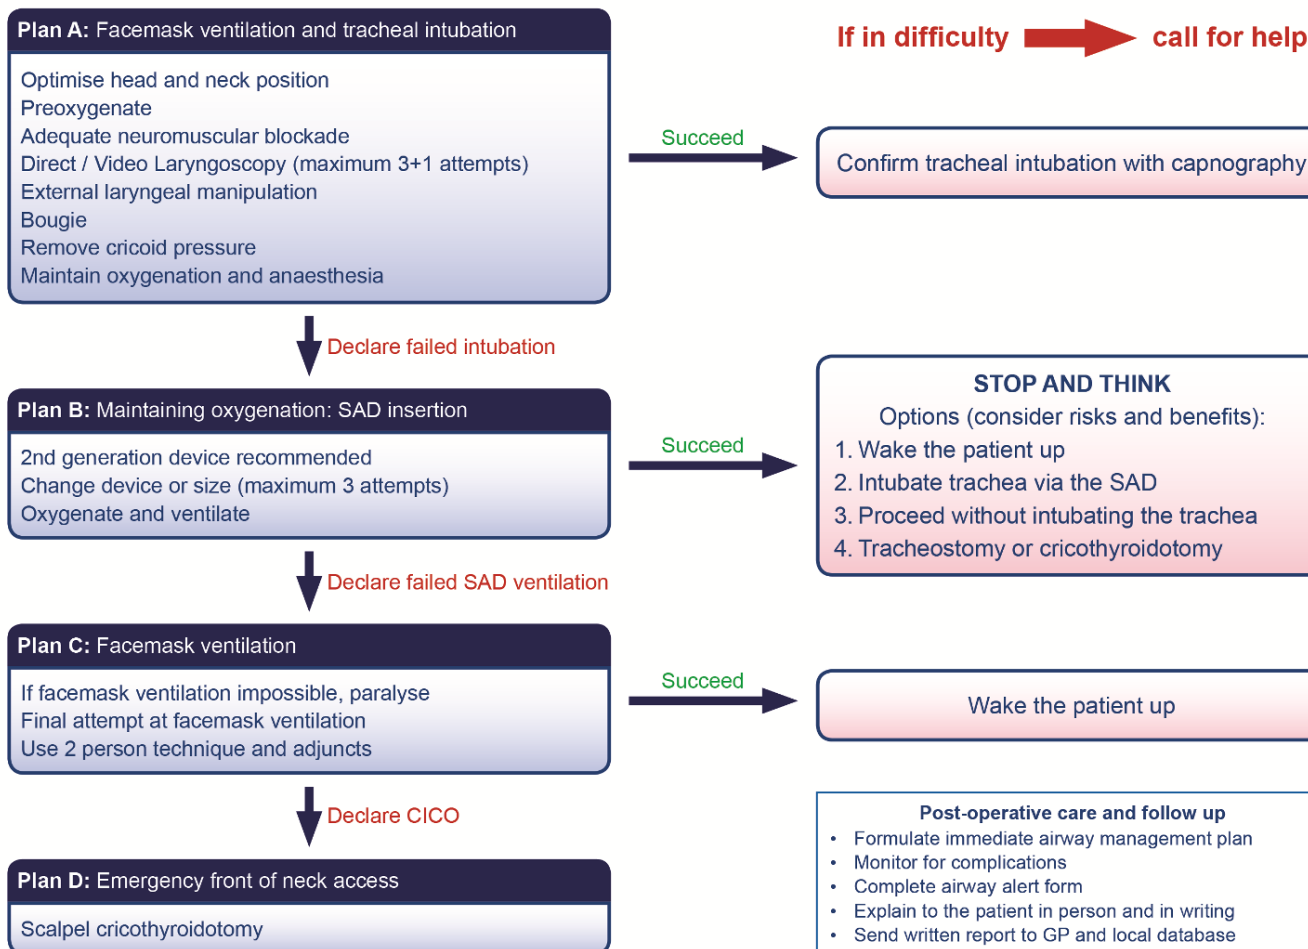 Plan A: Facemask ventilation and tracheal intubation
Optimise head and neck position
Preoxygenate
Adequate neuromuscular blockade
Direct / Video Laryngoscopy (maximum 3+1 attempts)
External laryngeal manipulation
Bougie
Remove cricoid pressure
Maintain oxygenation and anaesthesia
If in difficulty call for help
Succeed
Confirm tracheal intubation with capnography
Declare failed intubation
Plan B: Maintaining oxygenation: SAD insertion
2nd generation device recommended
Change device or size (maximum 3 attempts)
Oxygenate and ventilate
Succeed
STOP AND THINK
Options (consider risks and benefits):
1. Wake the patient up
2. Intubate trachea via the SAD
3. Proceed without intubating the trachea
4. Tracheostomy or cricothyroidotomy
Declare failed SAD ventilation
Plan C: Facemask ventilation
If facemask ventilation impossible, paralyse
Final attempt at facemask ventilation
Use 2 person technique and adjuncts
Succeed
Wake the patient up
Declare CICO
Plan D: Emergency front of neck access
Scalpel cricothyroidotomy
Post-operative care and follow up
• Formulate immediate airway management plan
• Monitor for complications
• Complete airway alert form
• Explain to the patient in person and in writing
• Send written report to GP and local database